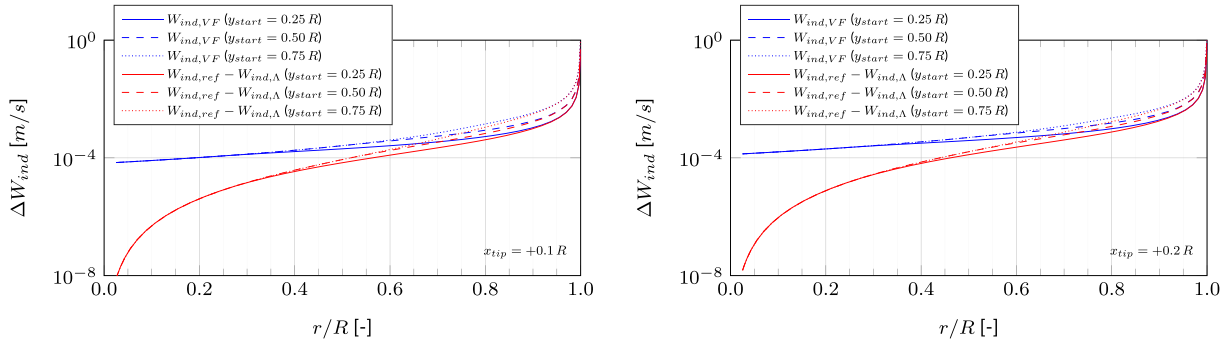 W_{ind,VF} (y_{start} = 0.25 R)
W_{ind,VF} (y_{start} = 0.50 R)
W_{ind,VF} (y_{start} = 0.75 R)
W_{ind,ref} − W_{ind,Λ} (y_{start} = 0.25 R)
W_{ind,ref} − W_{ind,Λ} (y_{start} = 0.50 R)
W_{ind,ref} − W_{ind,Λ} (y_{start} = 0.75 R)
10^0
10^{−4}
10^{−8}
ΔW_{ind} [m/s]
x_{tip} = +0.1 R
0.0 0.2 0.4 0.6 0.8 1.0
r/R [-]
W_{ind,VF} (y_{start} = 0.25 R)
W_{ind,VF} (y_{start} = 0.50 R)
W_{ind,VF} (y_{start} = 0.75 R)
W_{ind,ref} − W_{ind,Λ} (y_{start} = 0.25 R)
W_{ind,ref} − W_{ind,Λ} (y_{start} = 0.50 R)
W_{ind,ref} − W_{ind,Λ} (y_{start} = 0.75 R)
10^0
10^{−4}
10^{−8}
ΔW_{ind} [m/s]
x_{tip} = +0.2 R
0.0 0.2 0.4 0.6 0.8 1.0
r/R [-]